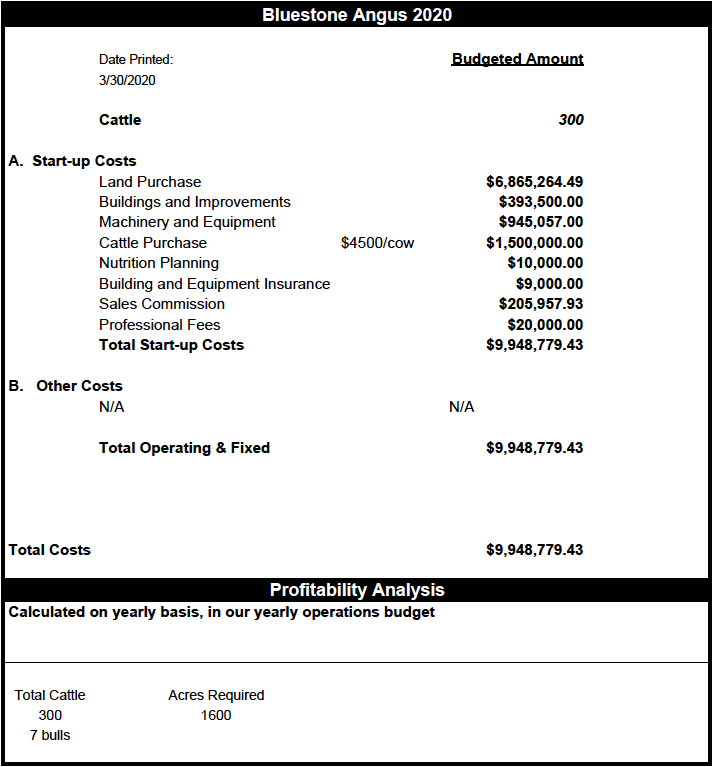 Bluestone Angus 2020
Date Printed: Budgeted Amount
3/30/2020
Cattle 300
A. Start-up Costs
Land Purchase $6,865,264.49
Buildings and Improvements $393,500.00
Machinery and Equipment $945,057.00
Cattle Purchase $4500/cow $1,500,000.00
Nutrition Planning $10,000.00
Building and Equipment Insurance $9,000.00
Sales Commission $205,957.93
Professional Fees $20,000.00
Total Start-up Costs $9,948,779.43
B. Other Costs
N/A N/A
Total Operating & Fixed $9,948,779.43
Total Costs $9,948,779.43
Profitability Analysis
Calculated on yearly basis, in our yearly operations budget
Total Cattle Acres Required
300 1600
7 bulls